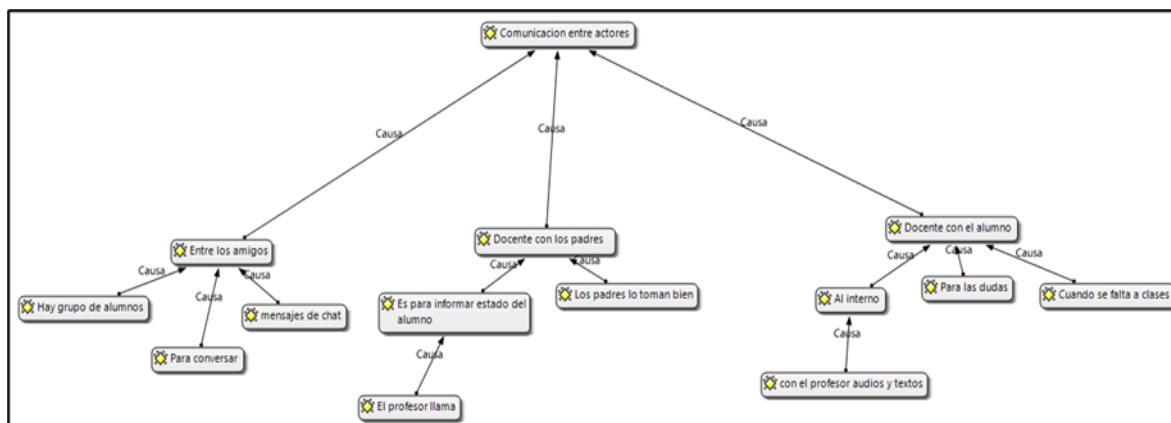 Comunicacion entre actores
Causa
Causa
Causa
Entre los amigos
Docente con los padres
Docente con el alumno
Causa
Causa
Causa
Causa
Causa
Causa
Causa
Causa
Hay grupo de alumnos
mensajes de chat
Para conversar
Es para informar estado del
alumno
Los padres lo toman bien
Al interno
Para las dudas
Cuando se falta a clases
Causa
Causa
El profesor llama
con el profesor audios y textos